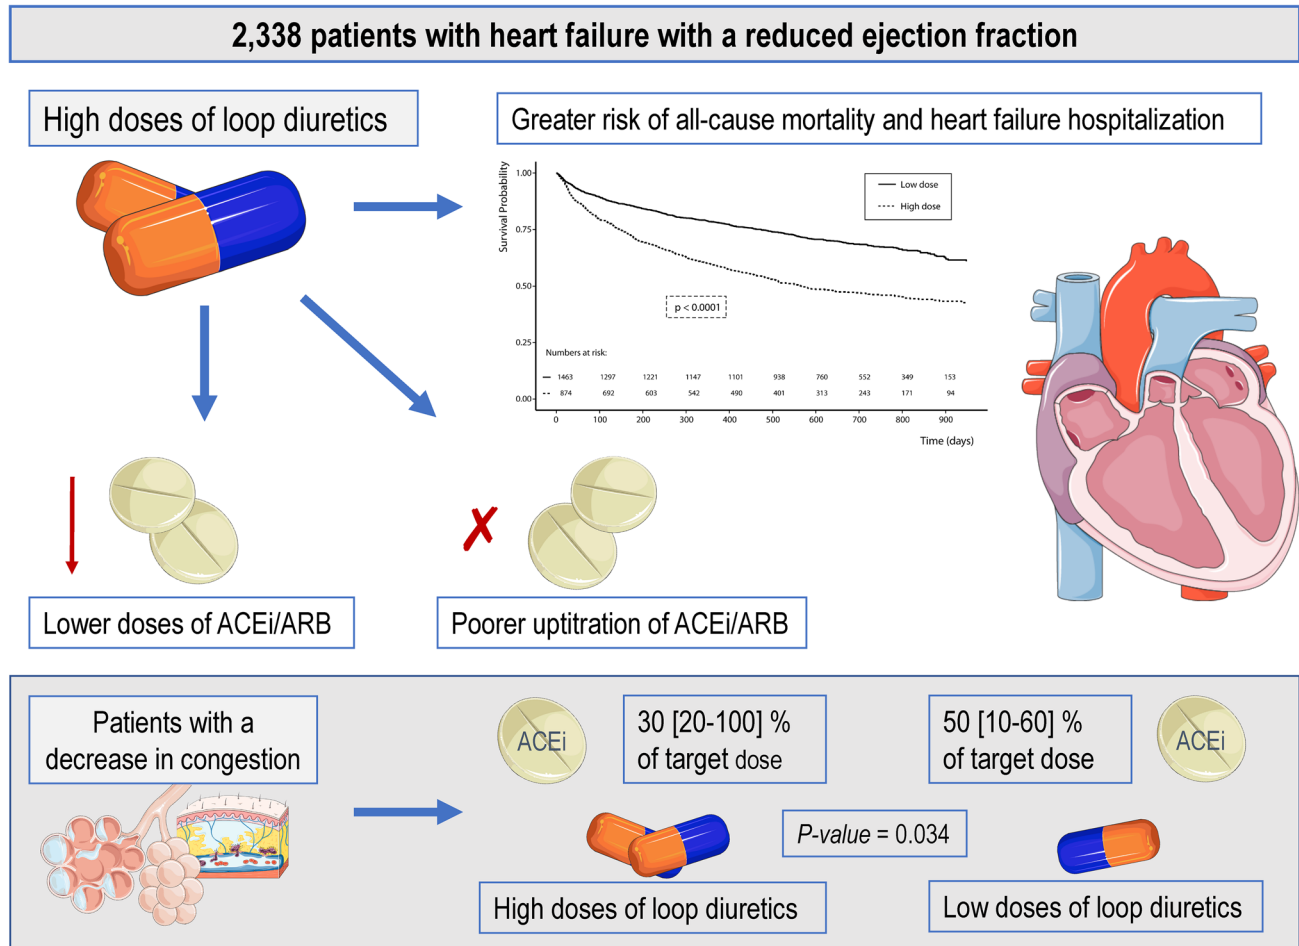 2,338 patients with heart failure with a reduced ejection fraction
High doses of loop diuretics
Greater risk of all-cause mortality and heart failure hospitalization
Survival Probability
1.00
0.75
0.50
0.25
0.00
Low dose
High dose
p < 0.0001
Numbers at risk:
1463 1297 1221 1147 1101 938 760 552 349 153
874 692 603 542 490 401 313 243 171 94
0 100 200 300 400 500 600 700 800 900
Time (days)
✗
Lower doses of ACEi/ARB
Poorer uptitration of ACEi/ARB
Patients with a
decrease in congestion
ACEi
30 [20-100] %
of target dose
50 [10-60] %
of target dose
ACEi
P-value = 0.034
High doses of loop diuretics
Low doses of loop diuretics